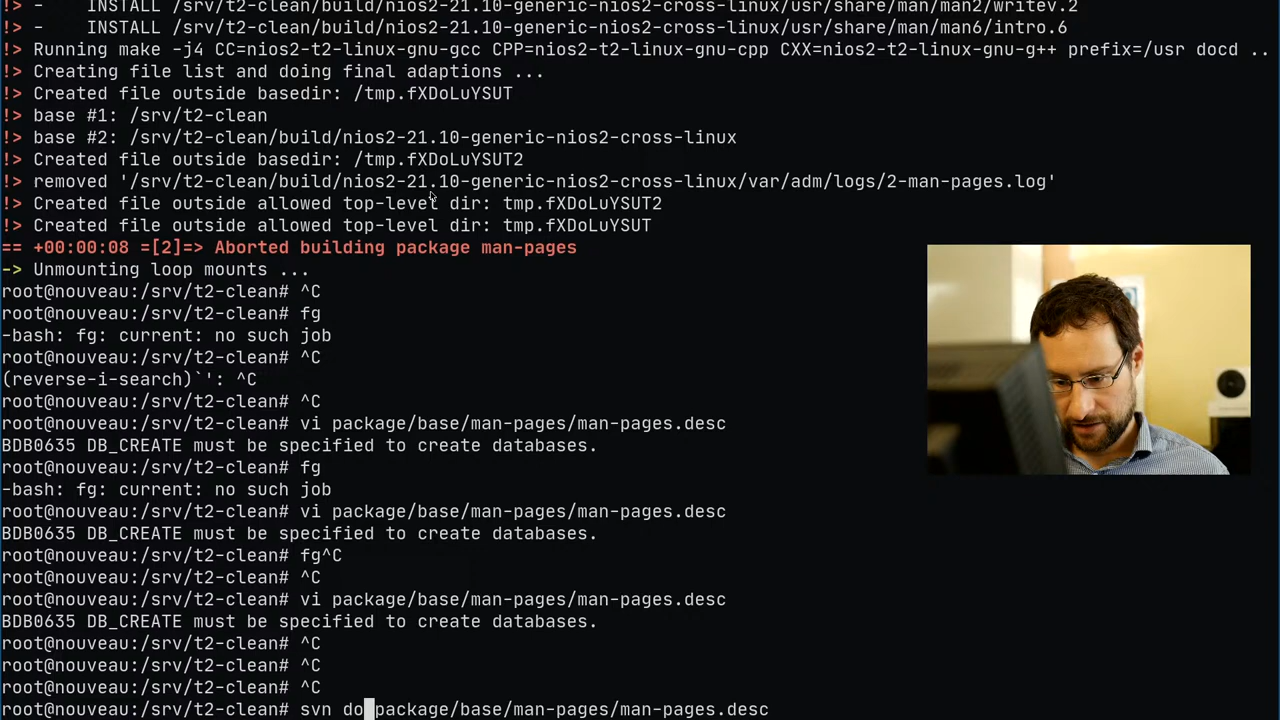 !> -    INSTALL /srv/t2-clean/build/nios2-21.10-generic-nios2-cross-linux/usr/share/man/man2/writev.2
!> -    INSTALL /srv/t2-clean/build/nios2-21.10-generic-nios2-cross-linux/usr/share/man/man6/intro.6
!> Running make -j4 CC=nios2-t2-linux-gnu-gcc CPP=nios2-t2-linux-gnu-cpp CXX=nios2-t2-linux-gnu-g++ prefix=/usr docd ..
!> Creating file list and doing final adaptions ...
!> Created file outside basedir: /tmp.fXDoLuYSUT
!> base #1: /srv/t2-clean
!> base #2: /srv/t2-clean/build/nios2-21.10-generic-nios2-cross-linux
!> Created file outside basedir: /tmp.fXDoLuYSUT2
!> removed '/srv/t2-clean/build/nios2-21.10-generic-nios2-cross-linux/var/adm/logs/2-man-pages.log'
!> Created file outside allowed top-level dir: tmp.fXDoLuYSUT2
!> Created file outside allowed top-level dir: tmp.fXDoLuYSUT
== +00:00:08 =[2]=> Aborted building package man-pages
-> Unmounting loop mounts ...
root@nouveau:/srv/t2-clean# ^C
root@nouveau:/srv/t2-clean# fg
-bash: fg: current: no such job
root@nouveau:/srv/t2-clean# ^C
(reverse-i-search)`': ^C
root@nouveau:/srv/t2-clean# ^C
root@nouveau:/srv/t2-clean# vi package/base/man-pages/man-pages.desc
BDB0635 DB_CREATE must be specified to create databases.
root@nouveau:/srv/t2-clean# fg
-bash: fg: current: no such job
root@nouveau:/srv/t2-clean# vi package/base/man-pages/man-pages.desc
BDB0635 DB_CREATE must be specified to create databases.
root@nouveau:/srv/t2-clean# fg^C
root@nouveau:/srv/t2-clean# ^C
root@nouveau:/srv/t2-clean# vi package/base/man-pages/man-pages.desc
BDB0635 DB_CREATE must be specified to create databases.
root@nouveau:/srv/t2-clean# ^C
root@nouveau:/srv/t2-clean# ^C
root@nouveau:/srv/t2-clean# ^C
root@nouveau:/srv/t2-clean# svn do package/base/man-pages/man-pages.desc